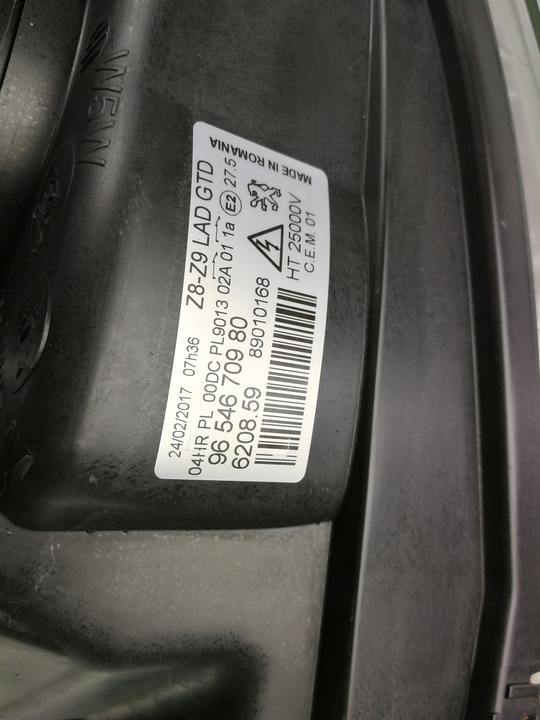 W5W
24/02/2017 07h36 Z8-Z9 LAD GTD MADE IN ROMANIA
04HR PL 00DC PL9013 02A 01 1a E2 27.5
96 546 709 80
6208.59 89010168
HT 25000V
C.E.M. 01